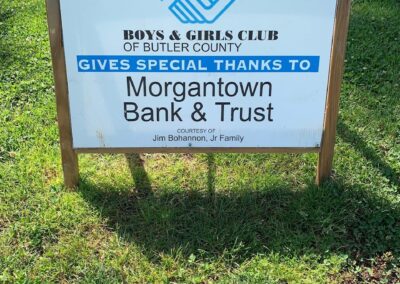 BOYS & GIRLS CLUB
OF BUTLER COUNTY
GIVES SPECIAL THANKS TO
Morgantown
Bank & Trust
COURTESY OF
Jim Bohannon, Jr Family